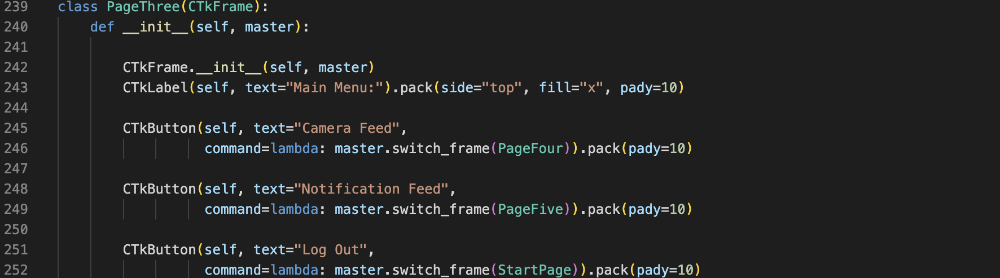 239 class PageThree(CTkFrame):
240     def __init__(self, master):
241
242         CTkFrame.__init__(self, master)
243         CTkLabel(self, text="Main Menu:").pack(side="top", fill="x", pady=10)
244
245         CTkButton(self, text="Camera Feed",
246                   command=lambda: master.switch_frame(PageFour)).pack(pady=10)
247
248         CTkButton(self, text="Notification Feed",
249                   command=lambda: master.switch_frame(PageFive)).pack(pady=10)
250
251         CTkButton(self, text="Log Out",
252                   command=lambda: master.switch_frame(StartPage)).pack(pady=10)